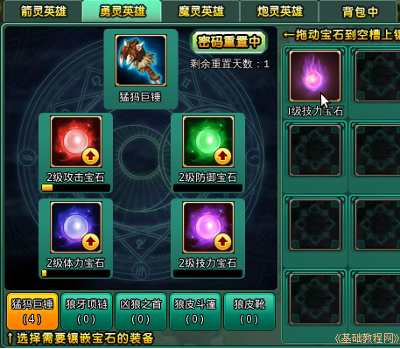 箭灵英雄 勇灵英雄 魔灵英雄 炮灵英雄 背包中
密码重置中
←拖动宝石到空槽上镶
剩余重置天数：1
猛犸巨锤
1级技力宝石
2级攻击宝石 2级防御宝石
2级体力宝石 2级技力宝石
猛犸巨锤 狼牙项链 凶狼之首 狼皮斗篷 狼皮靴
(4) (0) (0) (0) (0)
↑选择需要镶嵌宝石的装备
《基础教程网》